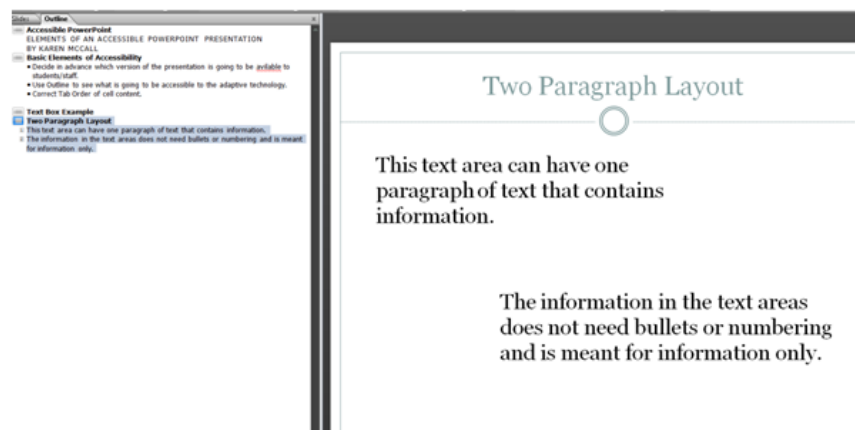 Slides Outline x
Accessible PowerPoint
ELEMENTS OF AN ACCESSIBLE POWERPOINT PRESENTATION
BY KAREN MCCALL
Basic Elements of Accessibility
• Decide in advance which version of the presentation is going to be avilable to
students/staff.
• Use Outline to see what is going to be accessible to the adaptive technology.
• Correct Tab Order of cell content.
Text Box Example
Two Paragraph Layout
This text area can have one paragraph of text that contains information.
The information in the text areas does not need bullets or numbering and is meant
for information only.
Two Paragraph Layout
This text area can have one
paragraph of text that contains
information.
The information in the text areas
does not need bullets or numbering
and is meant for information only.